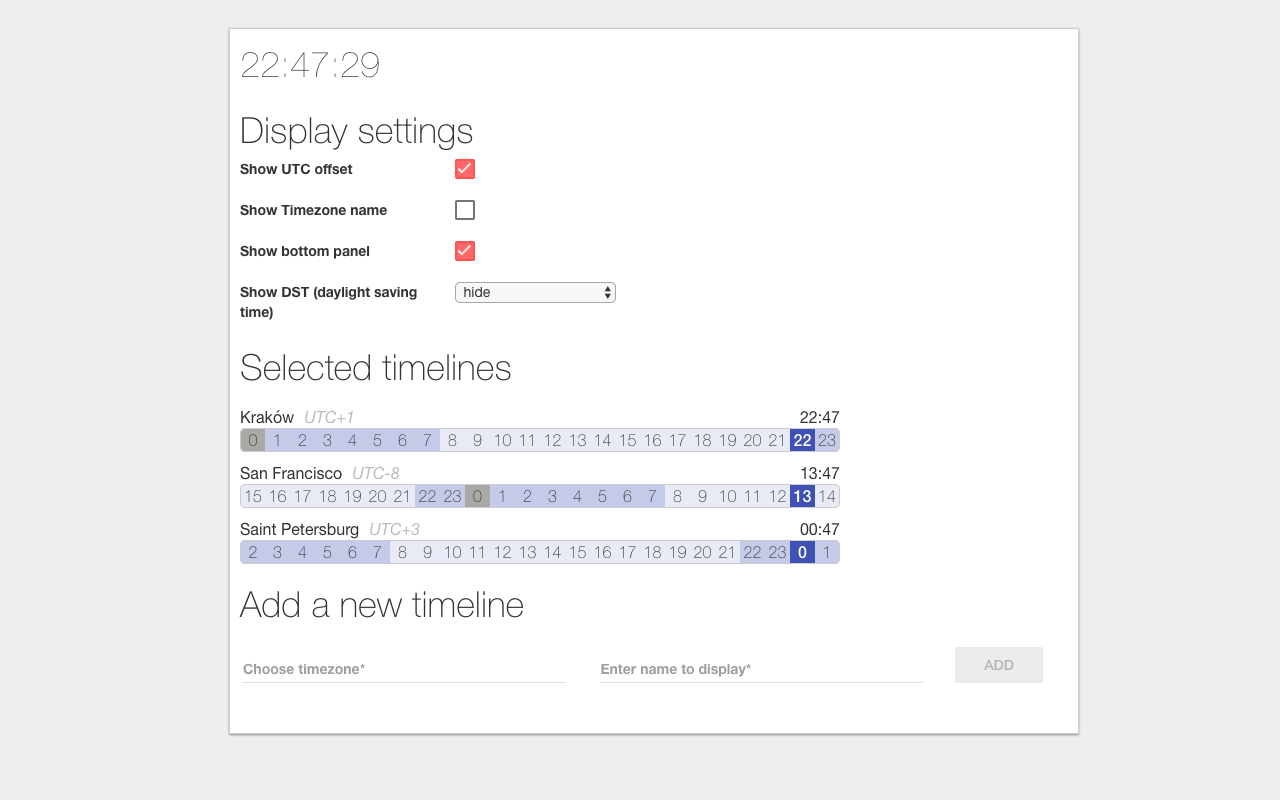 22:47:29
Display settings
Show UTC offset
Show Timezone name
Show bottom panel
Show DST (daylight saving hide
time)
Selected timelines
Kraków UTC+1 22:47
0 1 2 3 4 5 6 7 8 9 10 11 12 13 14 15 16 17 18 19 20 21 22 23
San Francisco UTC-8 13:47
15 16 17 18 19 20 21 22 23 0 1 2 3 4 5 6 7 8 9 10 11 12 13 14
Saint Petersburg UTC+3 00:47
2 3 4 5 6 7 8 9 10 11 12 13 14 15 16 17 18 19 20 21 22 23 0 1
Add a new timeline
Choose timezone* Enter name to display* ADD